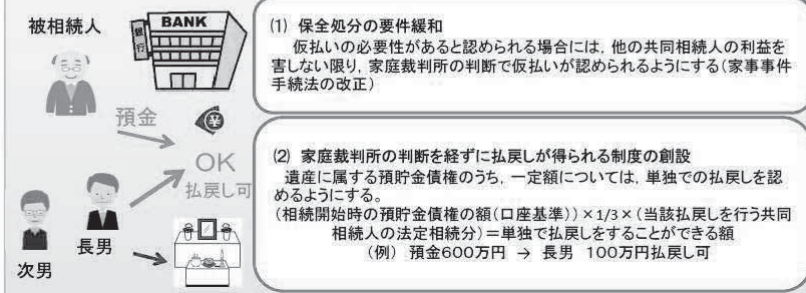 被相続人
BANK
銀行
預金
OK
払戻し可
長男
次男
(1) 保全処分の要件緩和
仮払いの必要性があると認められる場合には，他の共同相続人の利益を
害しない限り，家庭裁判所の判断で仮払いが認められるようにする(家事事件
手続法の改正)
(2) 家庭裁判所の判断を経ずに払戻しが得られる制度の創設
遺産に属する預貯金債権のうち，一定額については，単独での払戻しを認
めるようにする。
(相続開始時の預貯金債権の額(口座基準))×1/3×(当該払戻しを行う共同
相続人の法定相続分)＝単独で払戻しをすることができる額
(例) 預金600万円 → 長男 100万円払戻し可